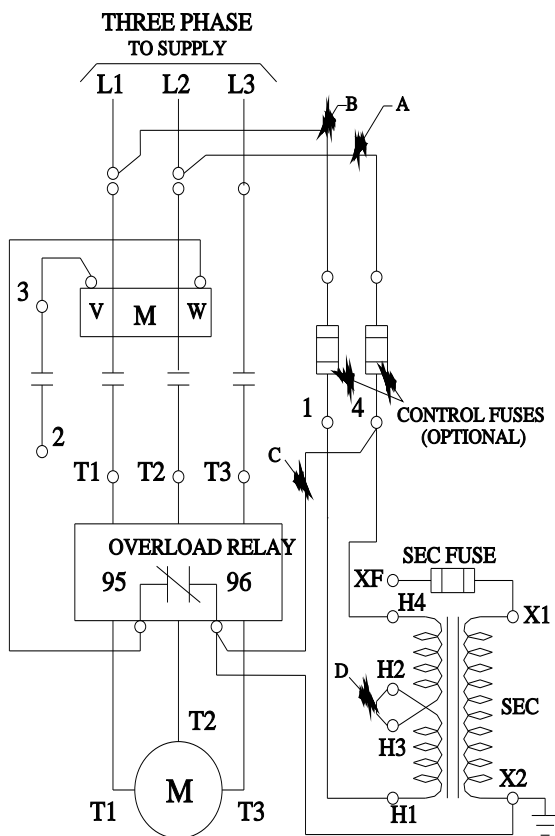 THREE PHASE
TO SUPPLY
L1 L2 L3
B A
3
V M W
1 4
CONTROL FUSES
(OPTIONAL)
2
C
T1 T2 T3
OVERLOAD RELAY
95 96
SEC FUSE
XF
H4
X1
D
H2
SEC
H3
T2
X2
M
T1 T3
H1